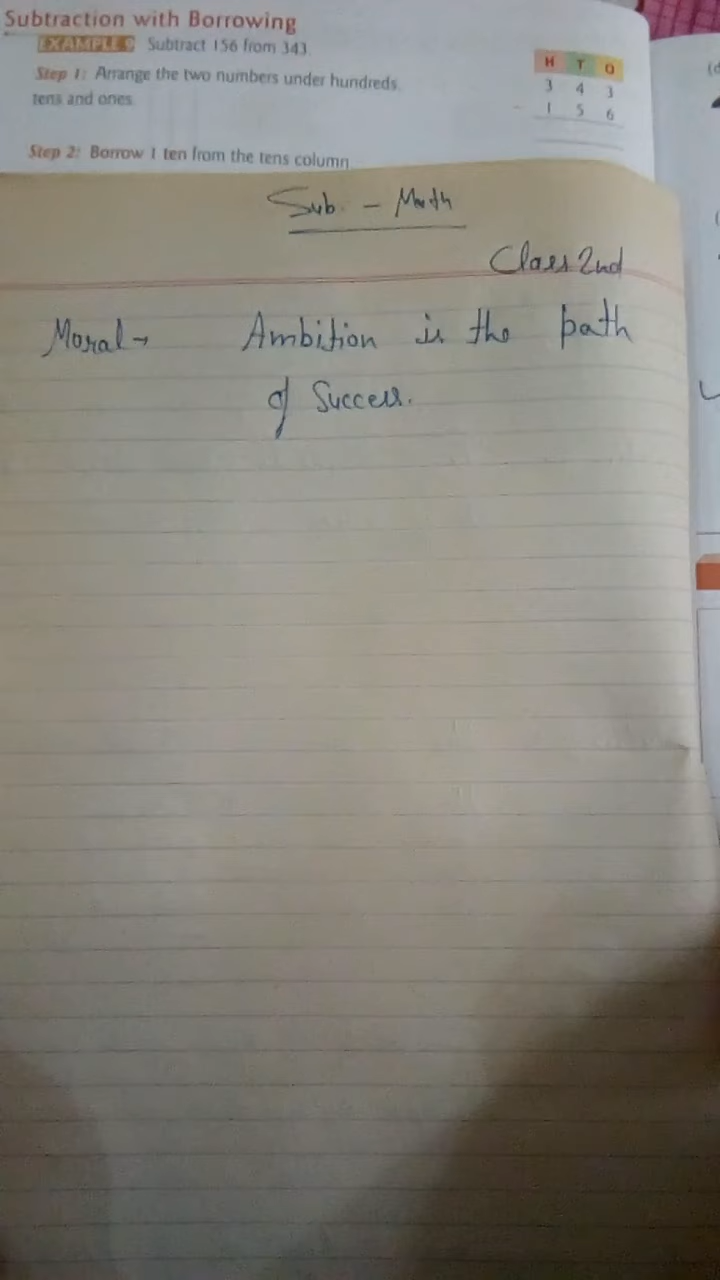 Subtraction with Borrowing
EXAMPLE 9 Subtract 156 from 343
H T O
Step 1: Arrange the two numbers under hundreds,
3 4 3
tens and ones.
- 1 5 6
Step 2: Borrow 1 ten from the tens column
Sub. - Math
Class 2nd
Moral → Ambition is the path
of Success.